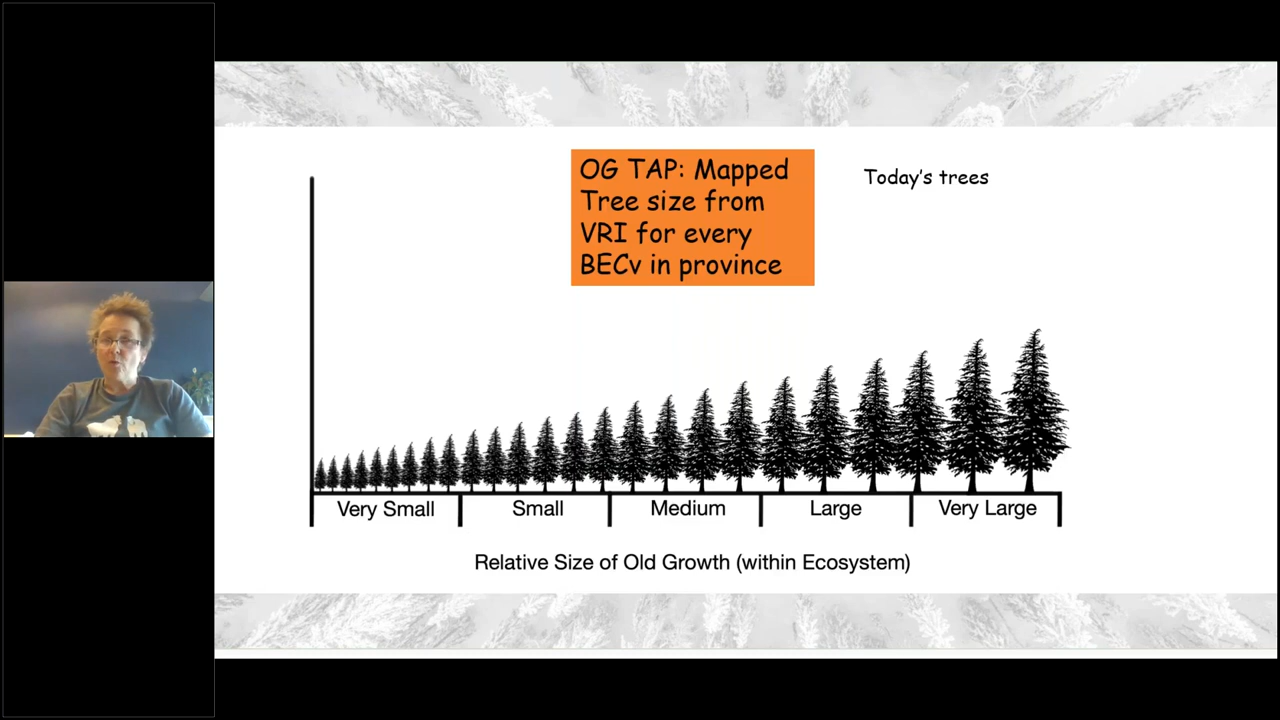 OG TAP: Mapped
Tree size from
VRI for every
BECv in province
Today's trees
Very Small
Small
Medium
Large
Very Large
Relative Size of Old Growth (within Ecosystem)